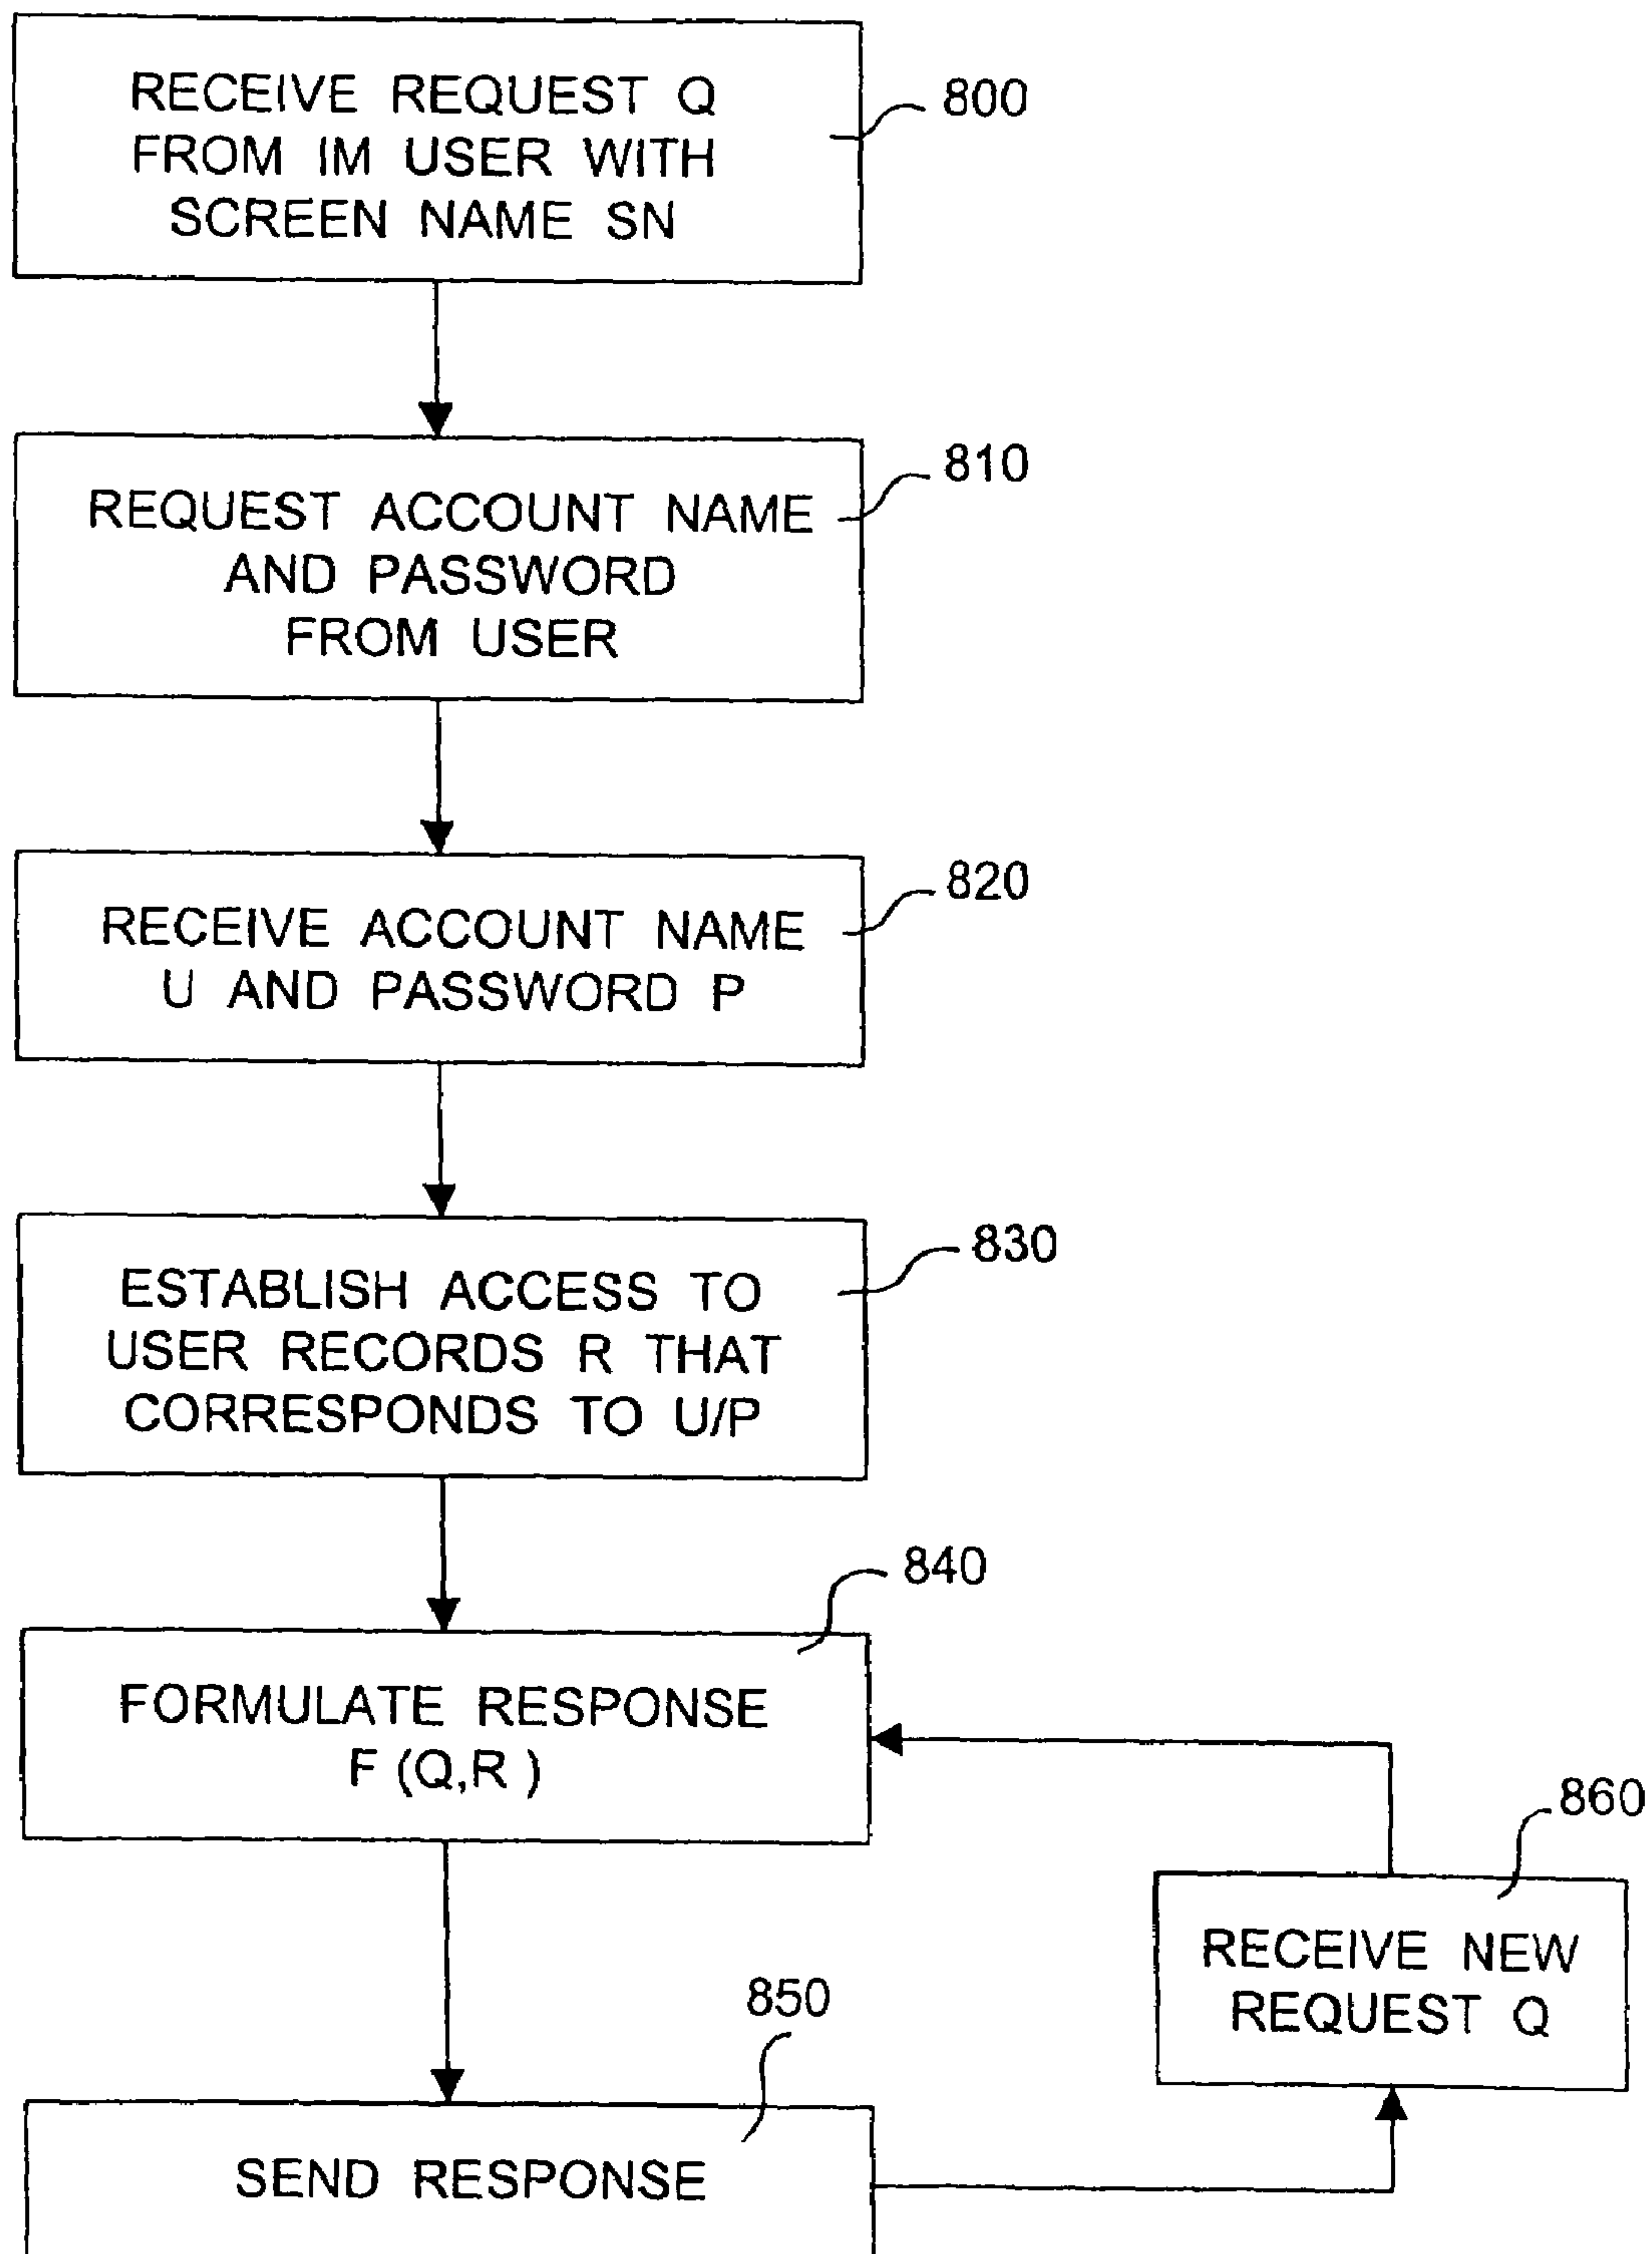 RECEIVE REQUEST Q
FROM IM USER WITH
SCREEN NAME SN
800
REQUEST ACCOUNT NAME
AND PASSWORD
FROM USER
810
RECEIVE ACCOUNT NAME
U AND PASSWORD P
820
ESTABLISH ACCESS TO
USER RECORDS R THAT
CORRESPONDS TO U/P
830
FORMULATE RESPONSE
F (Q,R )
840
RECEIVE NEW
REQUEST Q
860
SEND RESPONSE
850